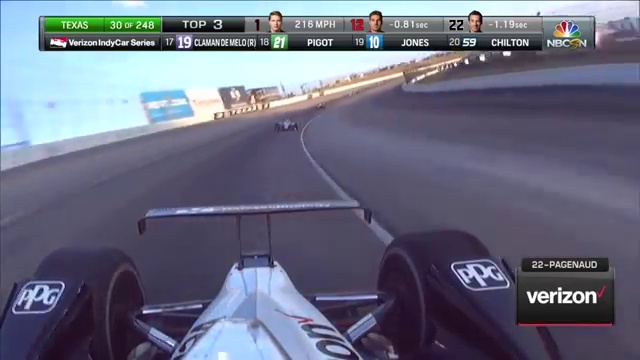 TEXAS 30 OF 248 TOP 3 1 216 MPH 12 -0.81sec 22 -1.19sec
Verizon IndyCar Series 17 19 CLAMAN DE MELO (R) 18 21 PIGOT 19 10 JONES 20 59 CHILTON NBCSN
22-PAGENAUD
verizon
PPG
PPG